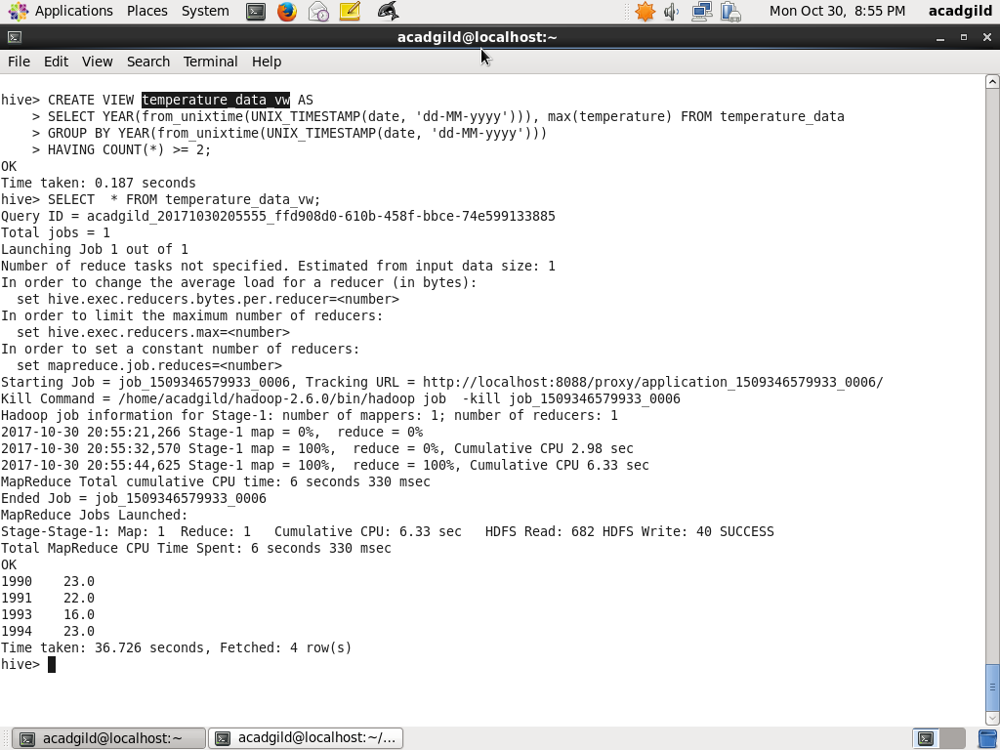 Applications Places System Mon Oct 30, 8:55 PM acadgild
acadgild@localhost:~
File Edit View Search Terminal Help
hive> CREATE VIEW temperature_data_vw AS
    > SELECT YEAR(from_unixtime(UNIX_TIMESTAMP(date, 'dd-MM-yyyy'))), max(temperature) FROM temperature_data
    > GROUP BY YEAR(from_unixtime(UNIX_TIMESTAMP(date, 'dd-MM-yyyy')))
    > HAVING COUNT(*) >= 2;
OK
Time taken: 0.187 seconds
hive> SELECT  * FROM temperature_data_vw;
Query ID = acadgild_20171030205555_ffd908d0-610b-458f-bbce-74e599133885
Total jobs = 1
Launching Job 1 out of 1
Number of reduce tasks not specified. Estimated from input data size: 1
In order to change the average load for a reducer (in bytes):
  set hive.exec.reducers.bytes.per.reducer=<number>
In order to limit the maximum number of reducers:
  set hive.exec.reducers.max=<number>
In order to set a constant number of reducers:
  set mapreduce.job.reduces=<number>
Starting Job = job_1509346579933_0006, Tracking URL = http://localhost:8088/proxy/application_1509346579933_0006/
Kill Command = /home/acadgild/hadoop-2.6.0/bin/hadoop job  -kill job_1509346579933_0006
Hadoop job information for Stage-1: number of mappers: 1; number of reducers: 1
2017-10-30 20:55:21,266 Stage-1 map = 0%,  reduce = 0%
2017-10-30 20:55:32,570 Stage-1 map = 100%,  reduce = 0%, Cumulative CPU 2.98 sec
2017-10-30 20:55:44,625 Stage-1 map = 100%,  reduce = 100%, Cumulative CPU 6.33 sec
MapReduce Total cumulative CPU time: 6 seconds 330 msec
Ended Job = job_1509346579933_0006
MapReduce Jobs Launched:
Stage-Stage-1: Map: 1  Reduce: 1   Cumulative CPU: 6.33 sec   HDFS Read: 682 HDFS Write: 40 SUCCESS
Total MapReduce CPU Time Spent: 6 seconds 330 msec
OK
1990    23.0
1991    22.0
1993    16.0
1994    23.0
Time taken: 36.726 seconds, Fetched: 4 row(s)
hive>
acadgild@localhost:~ acadgild@localhost:~/...